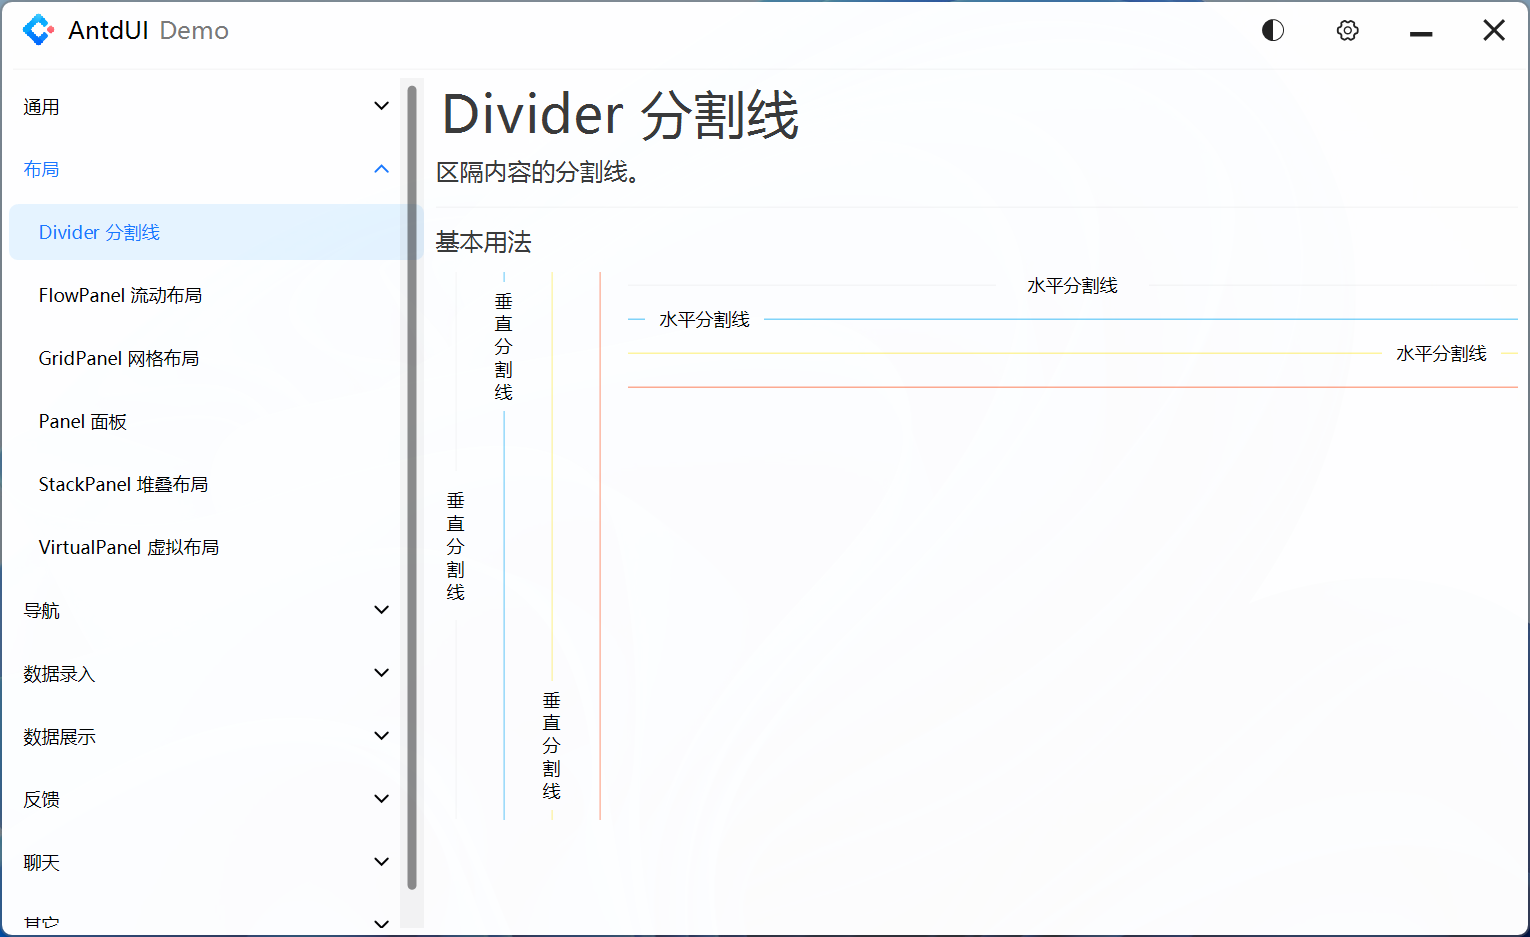 AntdUI Demo
通用
布局
Divider 分割线
FlowPanel 流动布局
GridPanel 网格布局
Panel 面板
StackPanel 堆叠布局
VirtualPanel 虚拟布局
导航
数据录入
数据展示
反馈
聊天
其它
Divider 分割线
区隔内容的分割线。
基本用法
垂直分割线
垂直分割线
垂直分割线
水平分割线
水平分割线
水平分割线